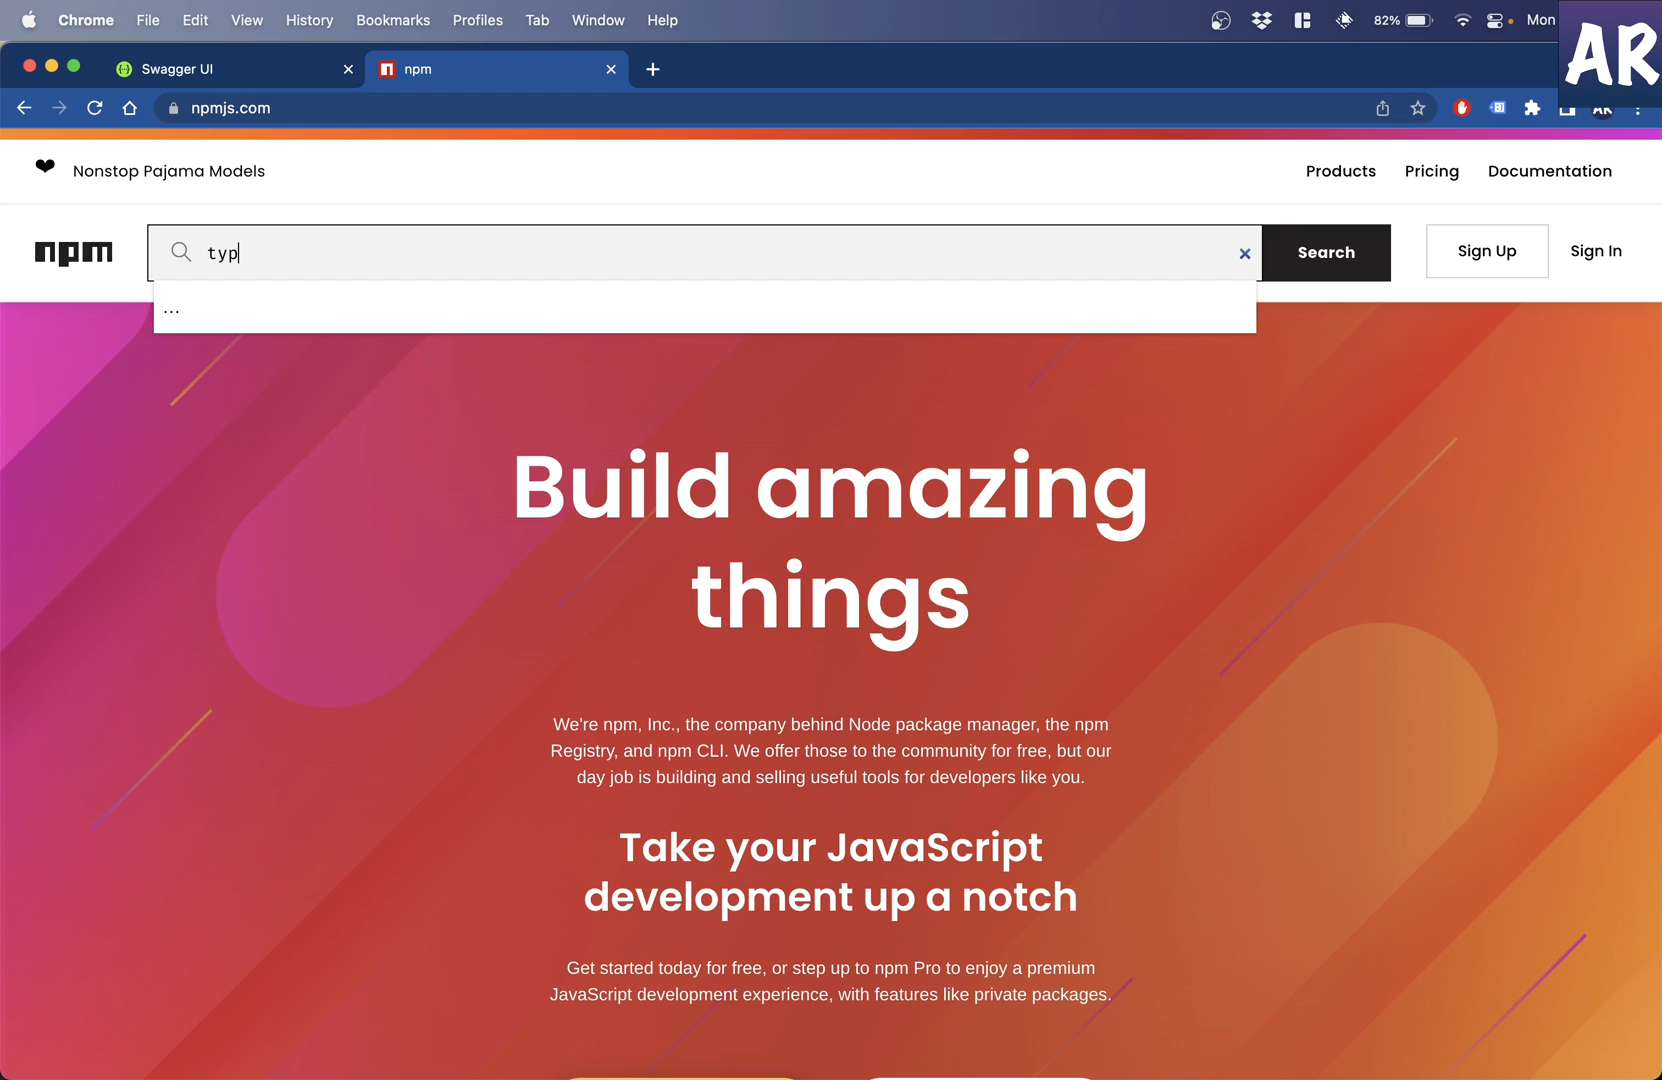 Chrome File Edit View History Bookmarks Profiles Tab Window Help 82% Mon
AR
Swagger UI npm
npmjs.com AR
Nonstop Pajama Models Products Pricing Documentation
npm typ Search Sign Up Sign In
...
Build amazing
things
We're npm, Inc., the company behind Node package manager, the npm
Registry, and npm CLI. We offer those to the community for free, but our
day job is building and selling useful tools for developers like you.
Take your JavaScript
development up a notch
Get started today for free, or step up to npm Pro to enjoy a premium
JavaScript development experience, with features like private packages.